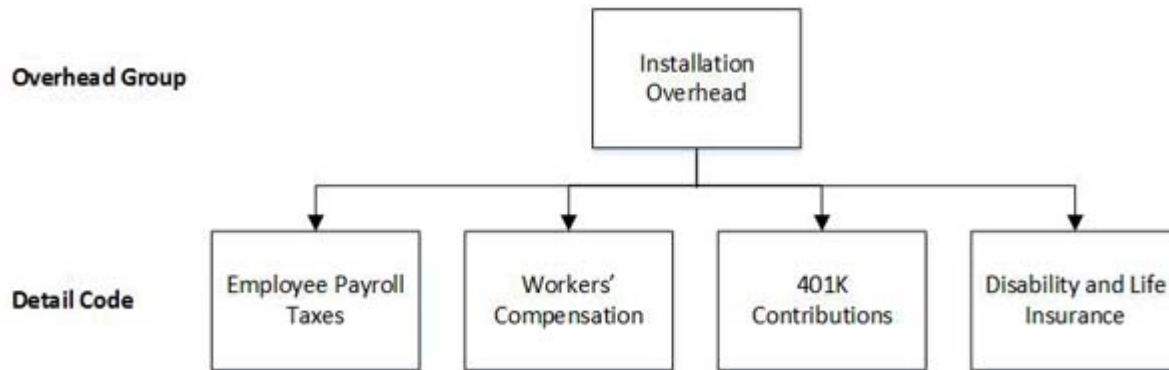 Overhead Group
Installation
Overhead
Detail Code
Employee Payroll
Taxes
Workers’
Compensation
401K
Contributions
Disability and Life
Insurance